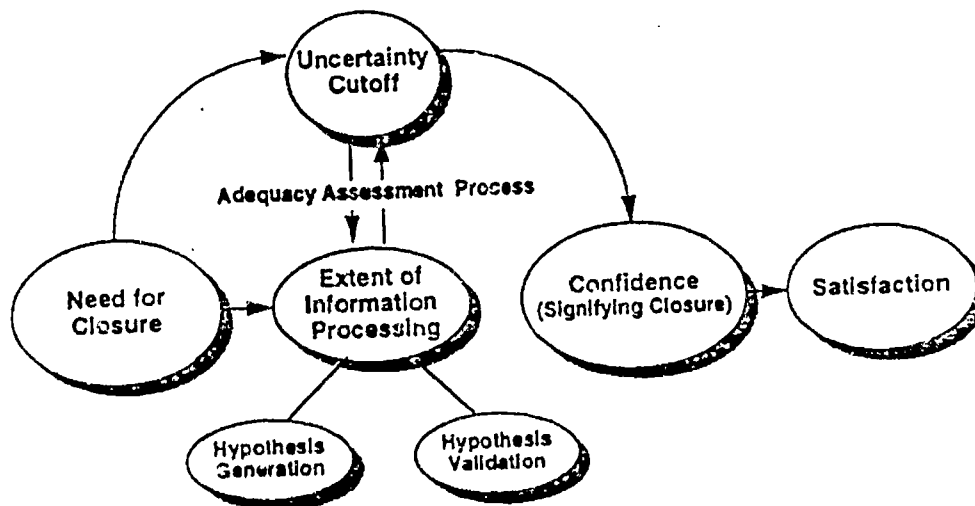 Uncertainty
Cutoff
Adequacy Assessment Process
Need for
Closure
Extent of
Information
Processing
Confidence
(Signifying Closure)
Satisfaction
Hypothesis
Generation
Hypothesis
Validation